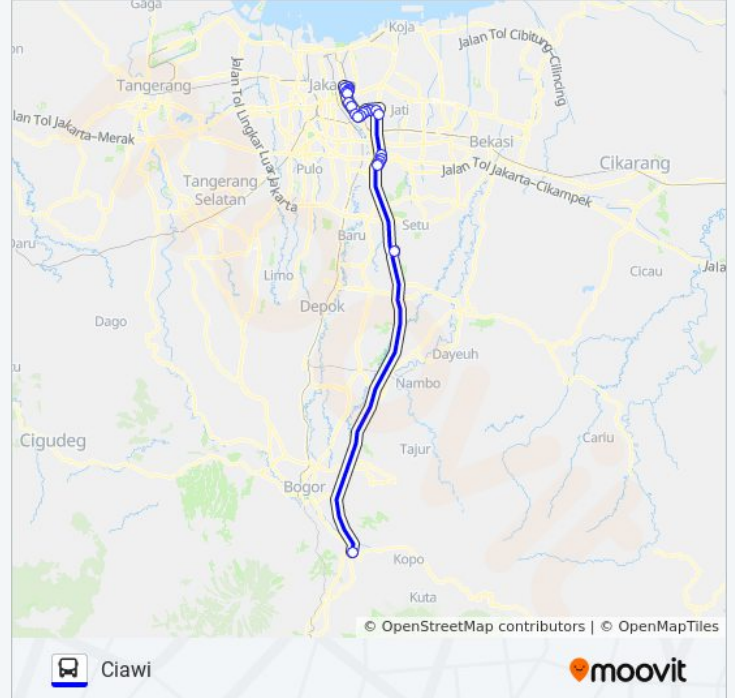 Gaga
Koja
Jalan Tol Cibitung-Cilincing
Tangerang
Jaka
lan Tol Jakarta-Merak
Jalan Tol Lingkar Luar Jakarta
Jati
Bekasi
Cikarang
Pulo
Jalan Tol Jakarta-Cikampek
Tangerang
Selatan
Setu
Baru
Daru
Limo
Cicau
Jala
Depok
Dago
Dayeuh
Nambo
Cigudeg
Tajur
Cariu
Bogor
Kopo
Kuta
© OpenStreetMap contributors | © OpenMapTiles
Ciawi
moovit